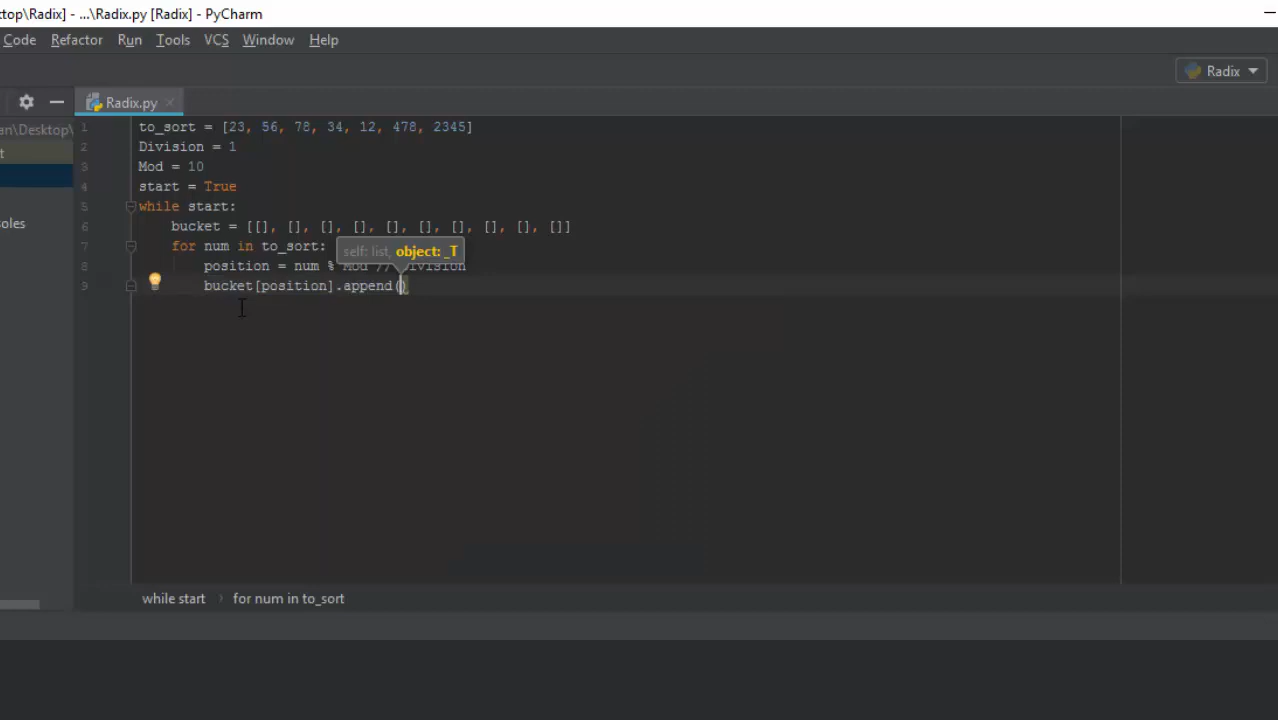 top\Radix] - ...\Radix.py [Radix] - PyCharm
Code Refactor Run Tools VCS Window Help
Radix
Radix.py
an\Desktop\
t
oles
1 to_sort = [23, 56, 78, 34, 12, 478, 2345]
2 Division = 1
3 Mod = 10
4 start = True
5 while start:
6 bucket = [[], [], [], [], [], [], [], [], [], []]
7 for num in to_sort:
self: list, object: _T
8 position = num % Mod // Division
9 bucket[position].append()
while start › for num in to_sort